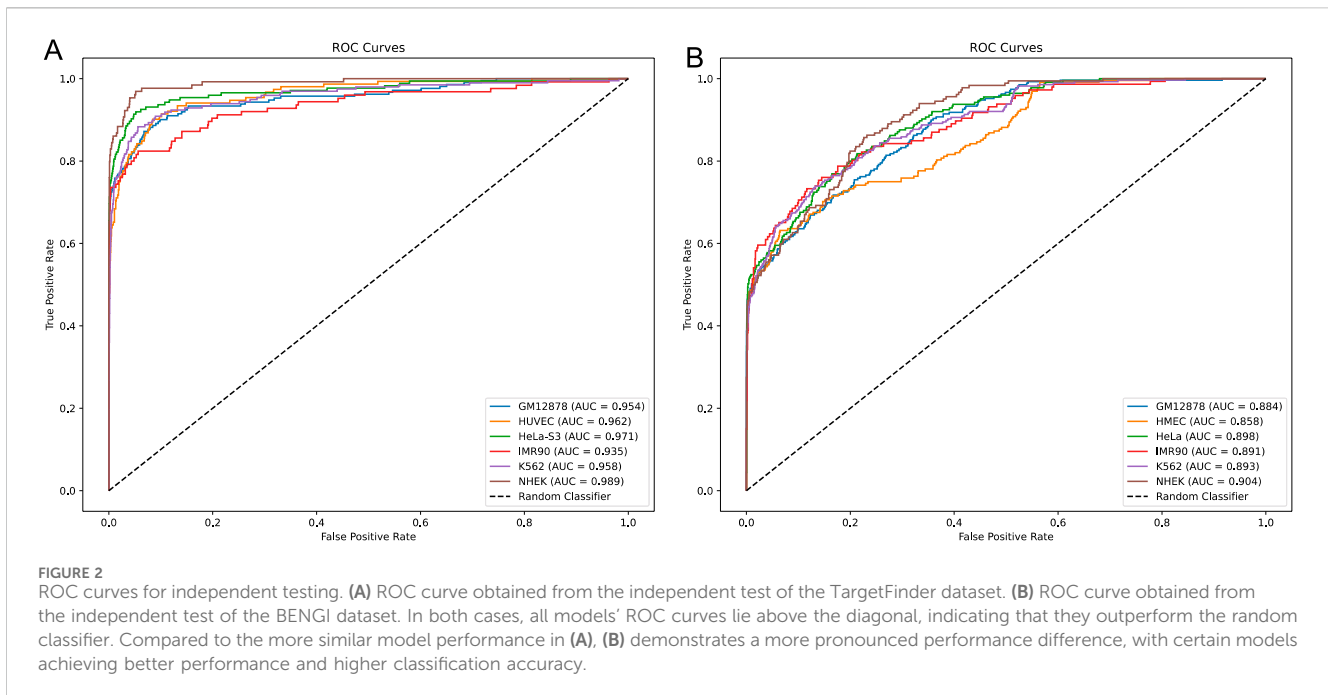 A
ROC Curves
True Positive Rate
1.0
0.8
0.6
0.4
0.2
0.0
0.0 0.2 0.4 0.6 0.8 1.0
False Positive Rate
GM12878 (AUC = 0.954)
HUVEC (AUC = 0.962)
HeLa-S3 (AUC = 0.971)
IMR90 (AUC = 0.935)
K562 (AUC = 0.958)
NHEK (AUC = 0.989)
Random Classifier
B
ROC Curves
True Positive Rate
1.0
0.8
0.6
0.4
0.2
0.0
0.0 0.2 0.4 0.6 0.8 1.0
False Positive Rate
GM12878 (AUC = 0.884)
HMEC (AUC = 0.858)
HeLa (AUC = 0.898)
IMR90 (AUC = 0.891)
K562 (AUC = 0.893)
NHEK (AUC = 0.904)
Random Classifier
FIGURE 2
ROC curves for independent testing. (A) ROC curve obtained from the independent test of the TargetFinder dataset. (B) ROC curve obtained from
the independent test of the BENGI dataset. In both cases, all models' ROC curves lie above the diagonal, indicating that they outperform the random
classifier. Compared to the more similar model performance in (A), (B) demonstrates a more pronounced performance difference, with certain models
achieving better performance and higher classification accuracy.